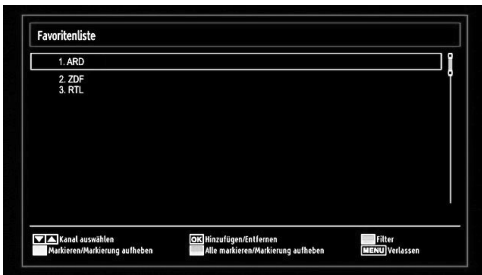 Favoritenliste
1. ARD
2. ZDF
3. RTL
Kanal auswählen OK Hinzufügen/Entfernen Filter
Markieren/Markierung aufheben Alle markieren/Markierung aufheben MENU Verlassen